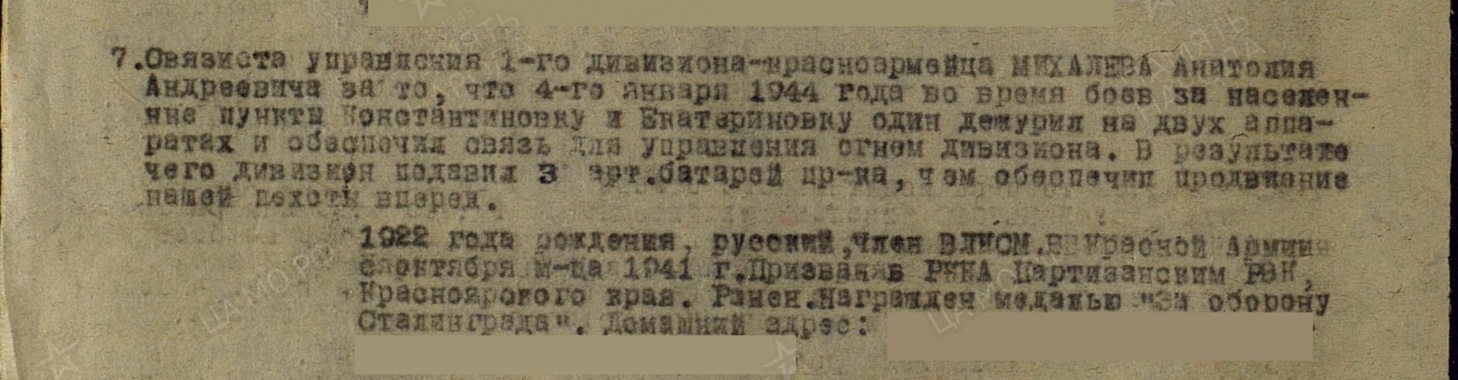 7.Связиста управления 1-го дивизиона-красноармейца МИХАЛЕВА Анатолия
Андреевича за то, что 4-го января 1944 года во время боев за населен-
нне пункты Константиновку и Екатериновку один дежурил на двух аппа-
ратах и обеспечил связь для управления огнем дивизиона. В результате
чего дивизион подавил 3 арт.батарей пр-ка, чем обеспечил продвиение
нашей пехоты вперед.
1922 года рождения, русский,член ВЛКСМ.В Красной Армии
с октября м-ца 1941 г.Призван в РККА Партизанским РВК,
Красноярского края. Ранен.Награжден медалью "За оборону
Сталинграда". Домашний адрес: